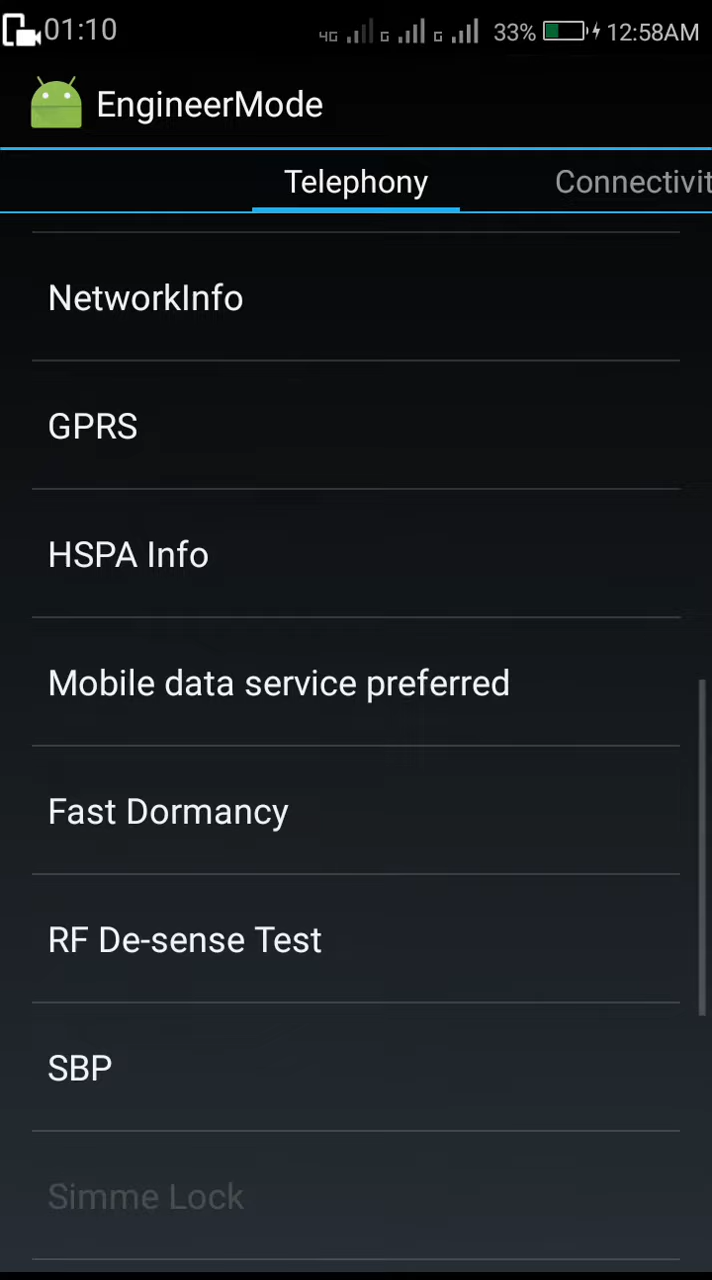 01:10 4G G G 33% 12:58AM
EngineerMode
Telephony Connectivit
NetworkInfo
GPRS
HSPA Info
Mobile data service preferred
Fast Dormancy
RF De-sense Test
SBP
Simme Lock